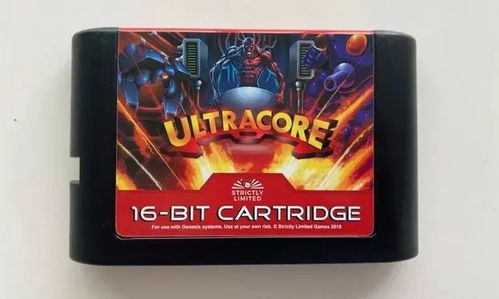 ULTRACORE
STRICTLY
LIMITED
16-BIT CARTRIDGE
For use with Genesis systems. Use at your own risk. © Strictly Limited Games 2019